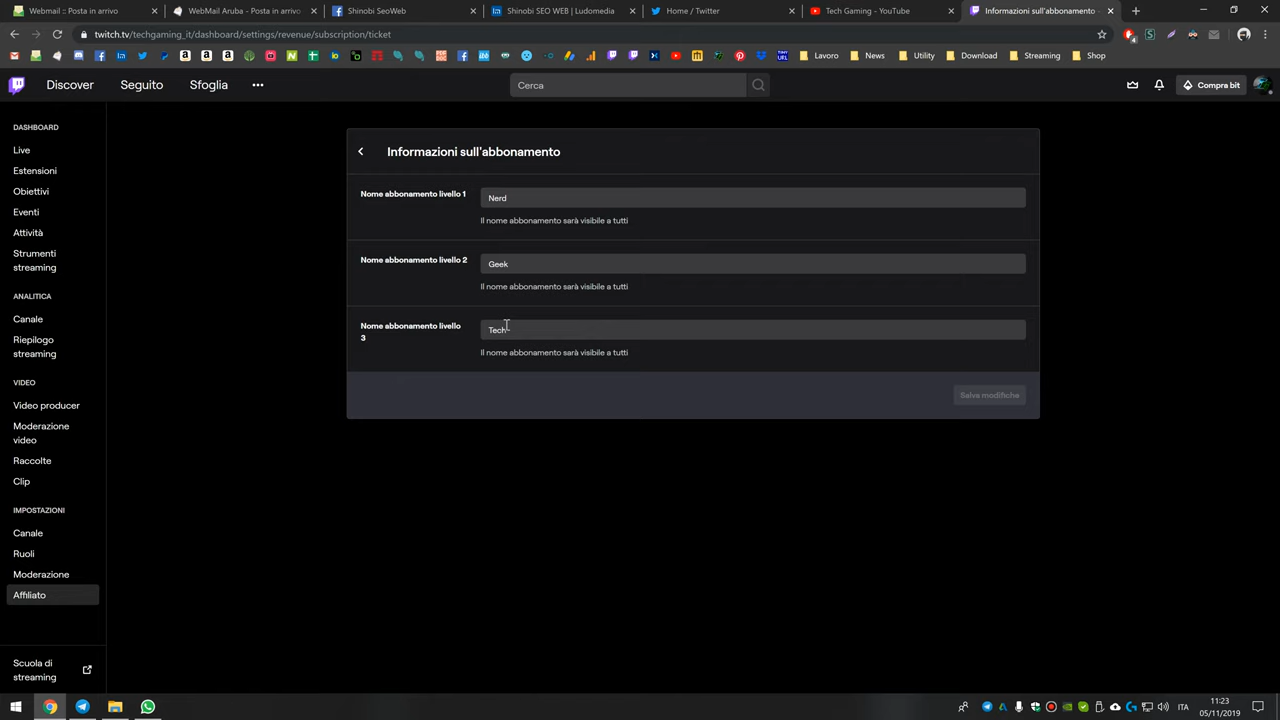 Webmail :: Posta in arrivo
WebMail Aruba - Posta in arrivo
Shinobi SeoWeb
Shinobi SEO WEB | Ludomedia
Home / Twitter
Tech Gaming - YouTube
Informazioni sull'abbonamento -
twitch.tv/techgaming_it/dashboard/settings/revenue/subscription/ticket
Lavoro
News
Utility
Download
Streaming
Shop
Discover
Seguito
Sfoglia
Cerca
Compra bit
DASHBOARD
Live
Estensioni
Obiettivi
Eventi
Attività
Strumenti
streaming
ANALITICA
Canale
Riepilogo
streaming
VIDEO
Video producer
Moderazione
video
Raccolte
Clip
IMPOSTAZIONI
Canale
Ruoli
Moderazione
Affiliato
Scuola di
streaming
Informazioni sull'abbonamento
Nome abbonamento livello 1
Nerd
Il nome abbonamento sarà visibile a tutti
Nome abbonamento livello 2
Geek
Il nome abbonamento sarà visibile a tutti
Nome abbonamento livello
3
Tech
Il nome abbonamento sarà visibile a tutti
Salva modifiche
ITA
11:23
05/11/2019